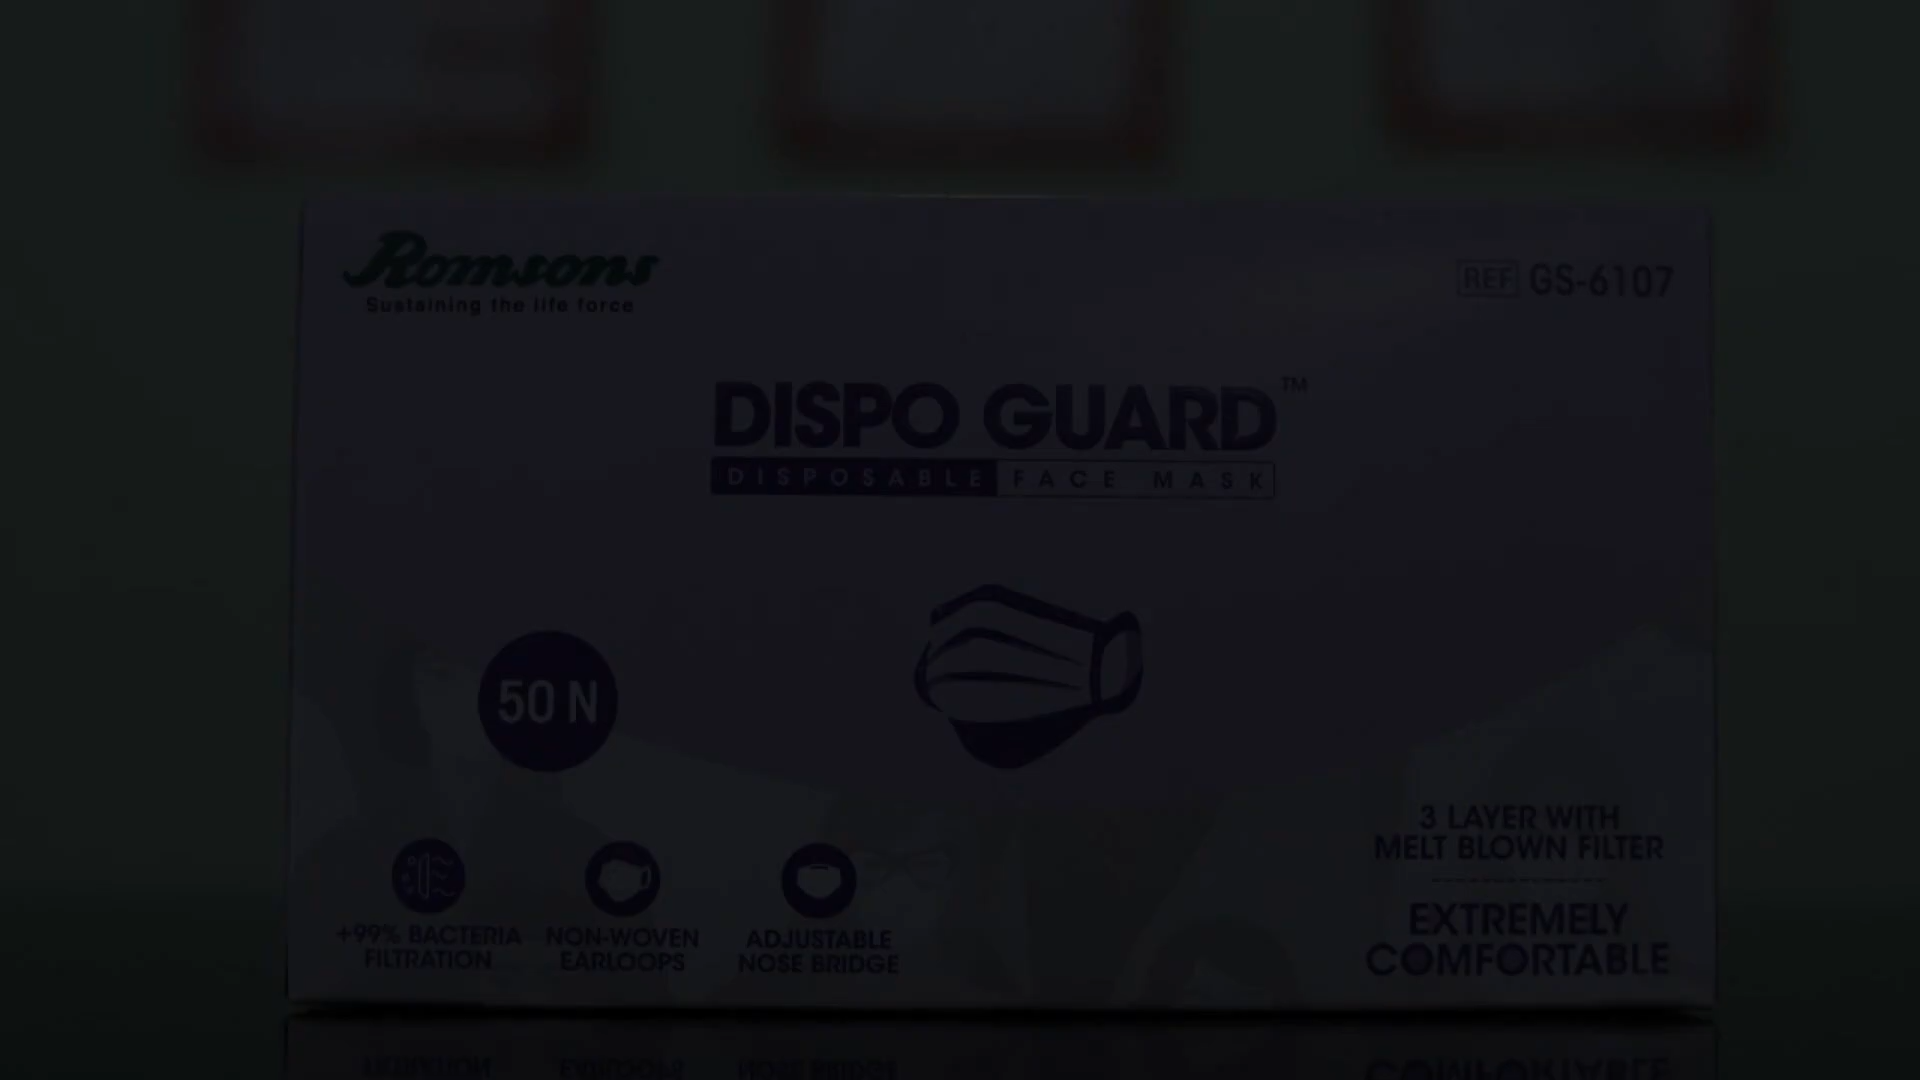 Romsons
Sustaining the life force
REF GS-6107
DISPO GUARD™
DISPOSABLE FACE MASK
50 N
3 LAYER WITH
MELT BLOWN FILTER
EXTREMELY
COMFORTABLE
+99% BACTERIA
FILTRATION
NON-WOVEN
EARLOOPS
ADJUSTABLE
NOSE BRIDGE